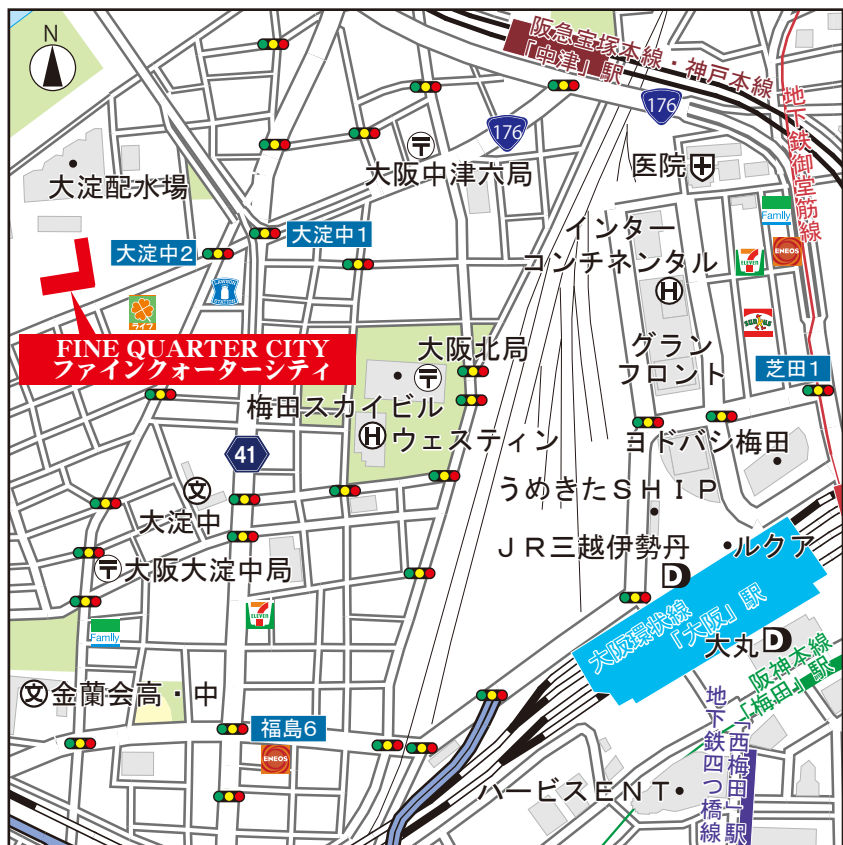 N
阪急宝塚本線・神戸本線
「中津」駅
地下鉄御堂筋線
176
176
〒
大阪中津六局
医院
大淀配水場
Family
インター
コンチネンタル
大淀中1
大淀中2
ENEOS
7
ELEVEN
H
ライフ
SUNKUS
FINE QUARTER CITY
ファインクォーターシティ
大阪北局
〒
グラン
フロント
芝田1
梅田スカイビル
H
ウェスティン
ヨドバシ梅田
41
文
大淀中
うめきたSHIP
JR三越伊勢丹
・ルクア
〒
大阪大淀中局
D
大阪環状線
「大阪」駅
7
ELEVEN
Family
大丸
D
阪神本線
「梅田」駅
文
金蘭会高・中
福島6
ENEOS
地下鉄四つ橋線
「西梅田」駅
ハービスENT・